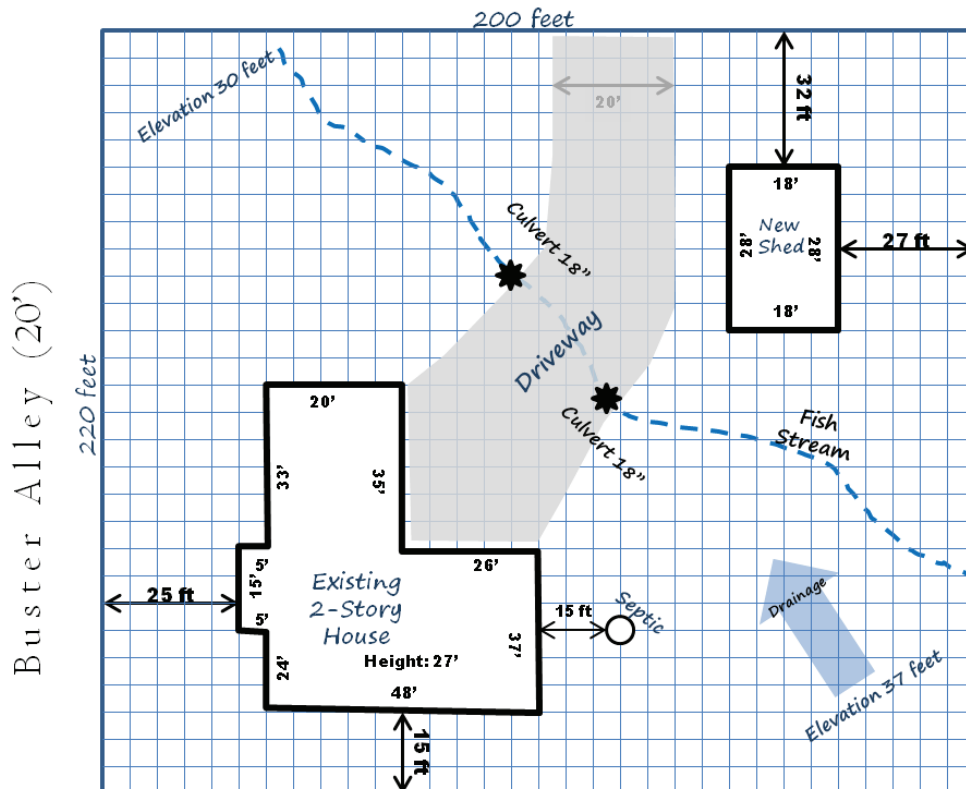 200 feet
Elevation 30 feet
20'
32 ft
18'
New
Shed
28'
28'
27 ft
18'
Culvert 18"
Driveway
Culvert 18"
Fish
Stream
Buster Alley (20')
220 feet
20'
33'
35'
5'
15'
5'
25 ft
Existing
2-Story
House
26'
37'
Height: 27'
24'
48'
15 ft
15 ft
Septic
Drainage
Elevation 37 feet